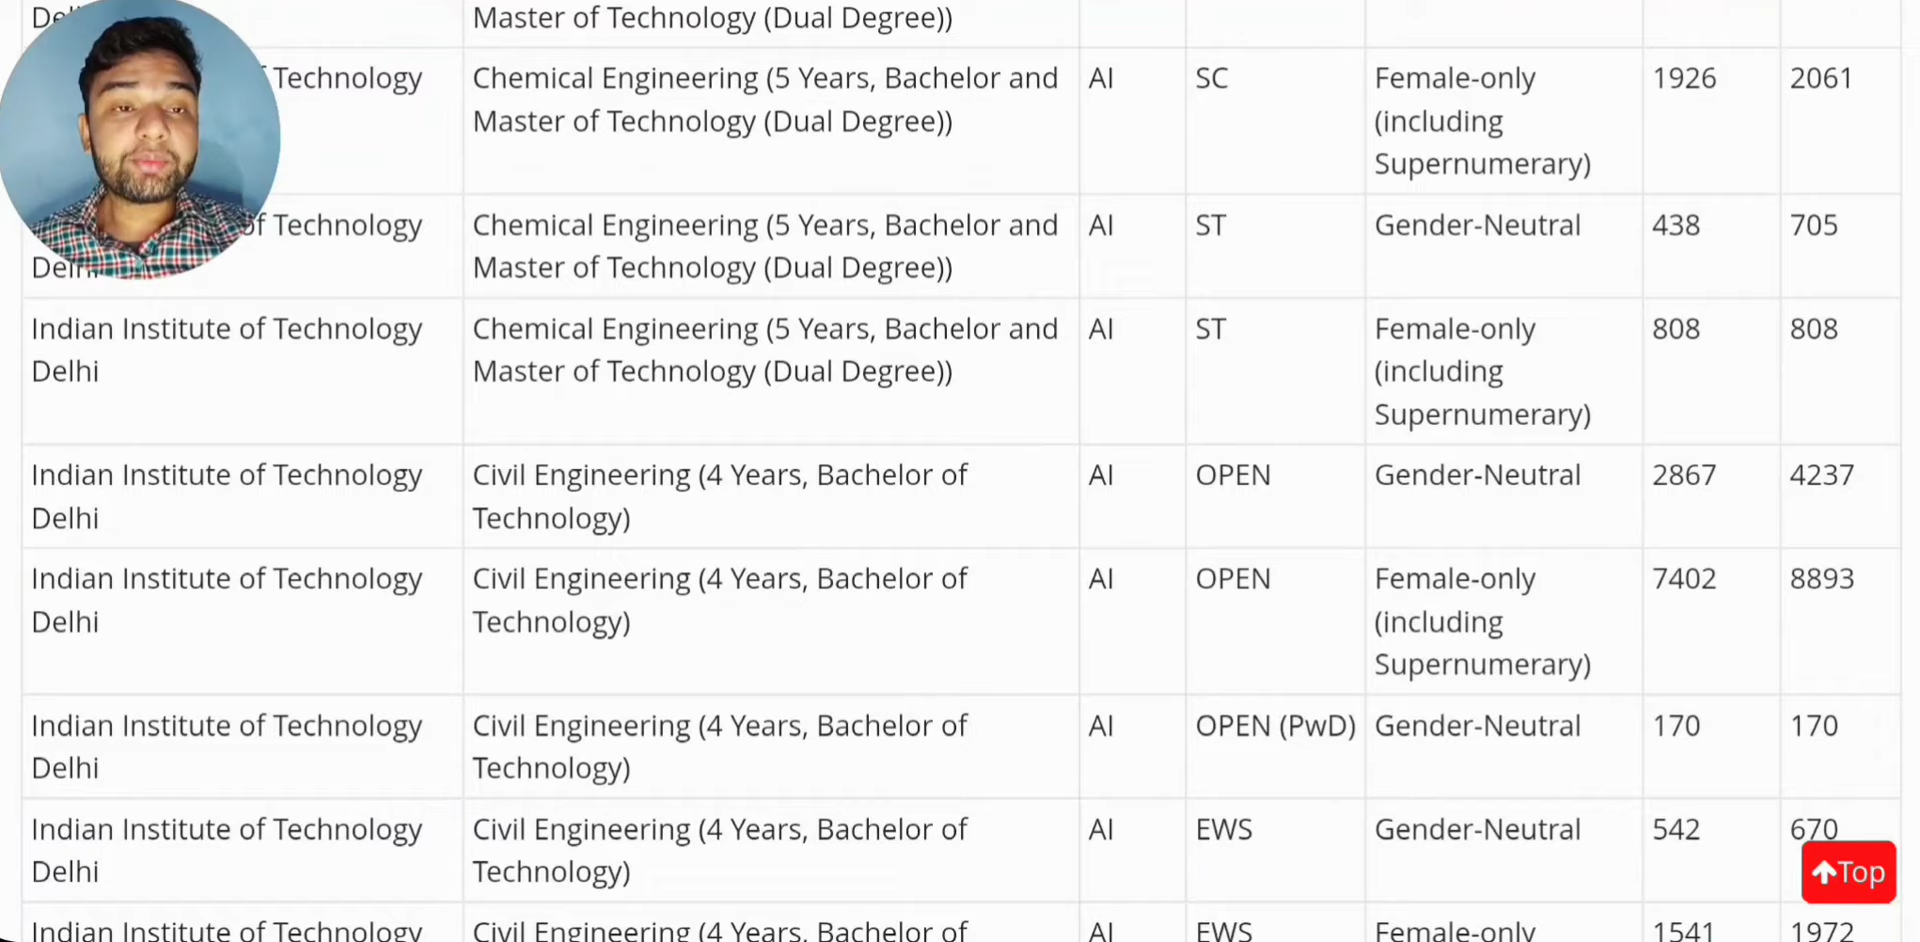 Master of Technology (Dual Degree))
Technology Chemical Engineering (5 Years, Bachelor and AI SC Female-only 1926 2061
Master of Technology (Dual Degree)) (including
Supernumerary)
of Technology Chemical Engineering (5 Years, Bachelor and AI ST Gender-Neutral 438 705
Master of Technology (Dual Degree))
Indian Institute of Technology Chemical Engineering (5 Years, Bachelor and AI ST Female-only 808 808
Delhi Master of Technology (Dual Degree)) (including
Supernumerary)
Indian Institute of Technology Civil Engineering (4 Years, Bachelor of AI OPEN Gender-Neutral 2867 4237
Delhi Technology)
Indian Institute of Technology Civil Engineering (4 Years, Bachelor of AI OPEN Female-only 7402 8893
Delhi Technology) (including
Supernumerary)
Indian Institute of Technology Civil Engineering (4 Years, Bachelor of AI OPEN (PwD) Gender-Neutral 170 170
Delhi Technology)
Indian Institute of Technology Civil Engineering (4 Years, Bachelor of AI EWS Gender-Neutral 542 670
Delhi Technology)
Top
Indian Institute of Technology Civil Engineering (4 Years, Bachelor of AI EWS Female-only 1541 1972